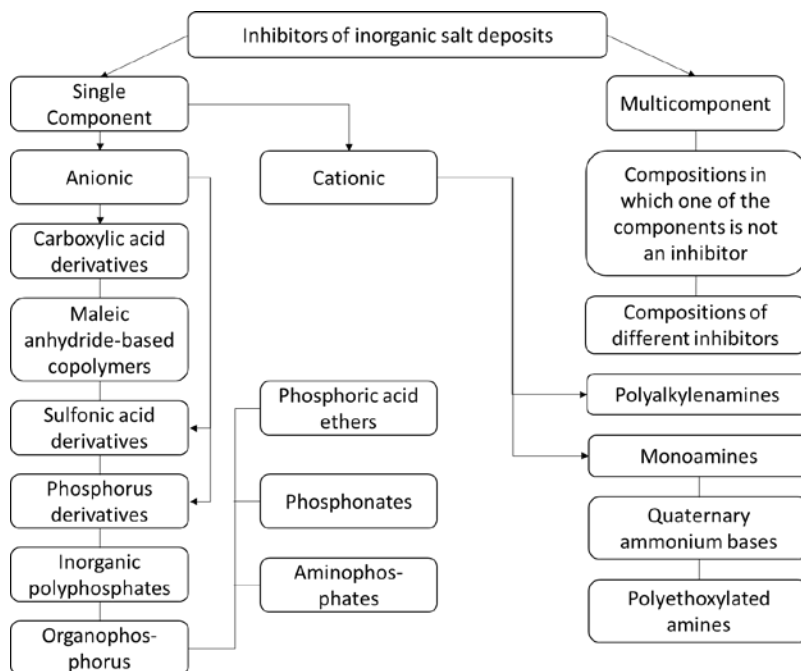 Inhibitors of inorganic salt deposits
Single
Component
Multicomponent
Anionic
Cationic
Compositions in
which one of the
components is not
an inhibitor
Carboxylic acid
derivatives
Maleic
anhydride-based
copolymers
Compositions of
different inhibitors
Sulfonic acid
derivatives
Phosphoric acid
ethers
Polyalkylenamines
Monoamines
Phosphorus
derivatives
Phosphonates
Quaternary
ammonium bases
Inorganic
polyphosphates
Aminophos-
phates
Polyethoxylated
amines
Organophos-
phorus